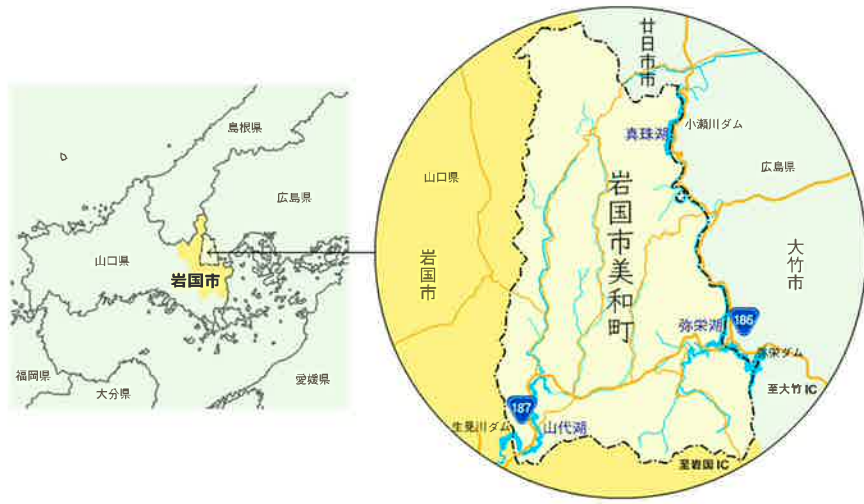 島根県
広島県
山口県
岩国市
福岡県
大分県
愛媛県
廿日市市
小瀬川ダム
真珠湖
広島県
山口県
岩国市美和町
岩国市
大竹市
弥栄湖
186
弥栄ダム
至大竹IC
187
生見川ダム
山代湖
至岩国IC